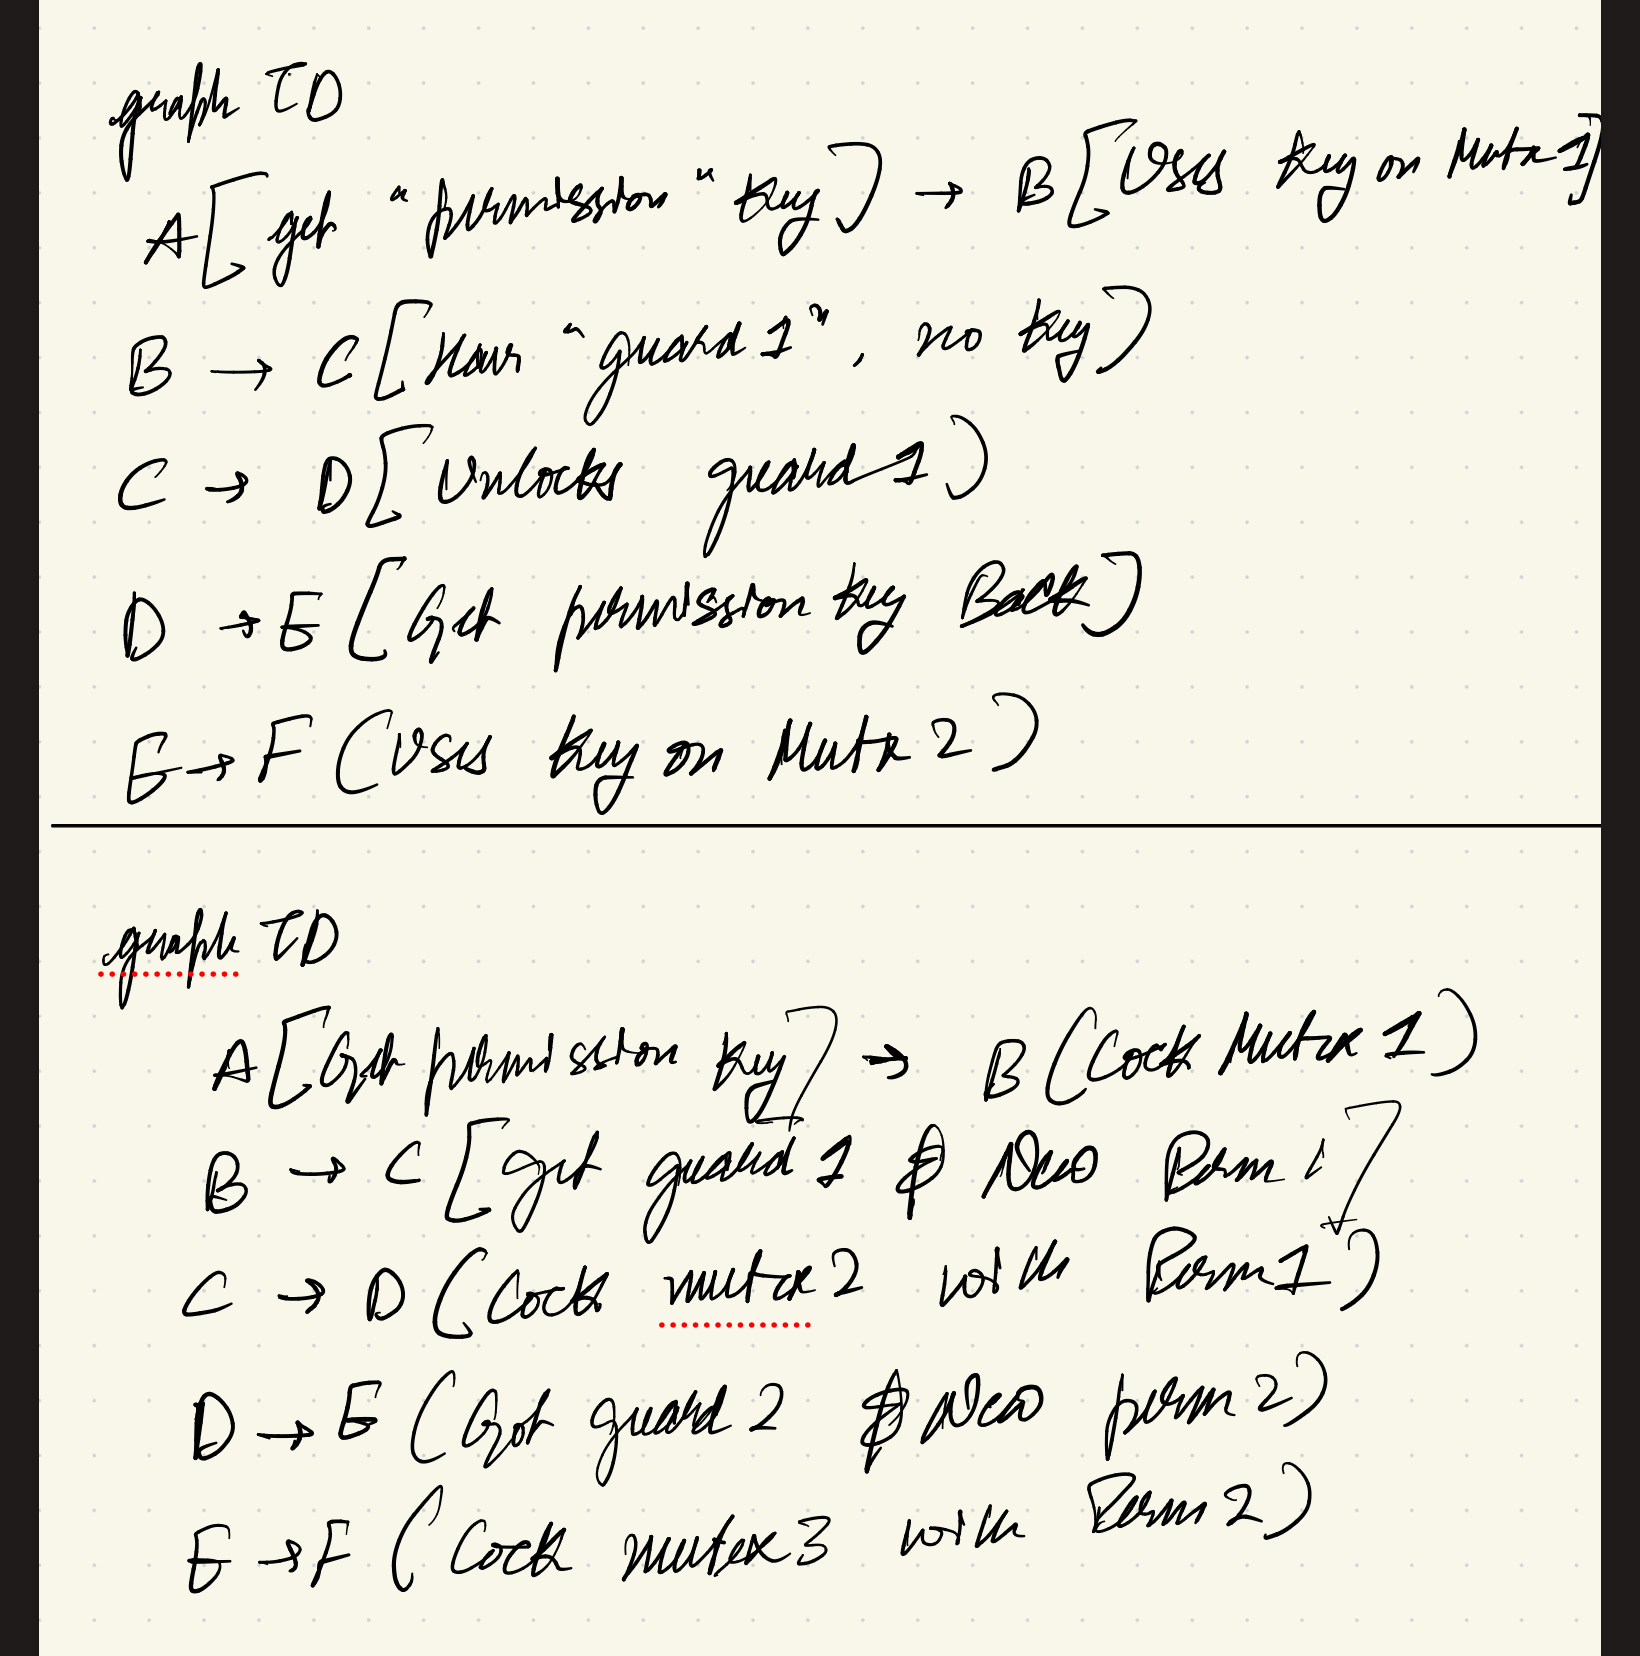 graph TD
A[get "permission" key] → B[Uses key on Mutex 1]
B → C[Have "guard 1", no key]
C → D[Unlocks guard 1]
D → E[Get permission key Back]
E → F(Uses key on Mutex 2)
graph TD
A[Get permission key] → B(Lock Mutex 1)
B → C[get guard 1 & New Perm 1]
C → D(Lock mutex 2 with Perm 1)
D → E(Got guard 2 & New perm 2)
E → F(Lock mutex 3 with Perm 2)